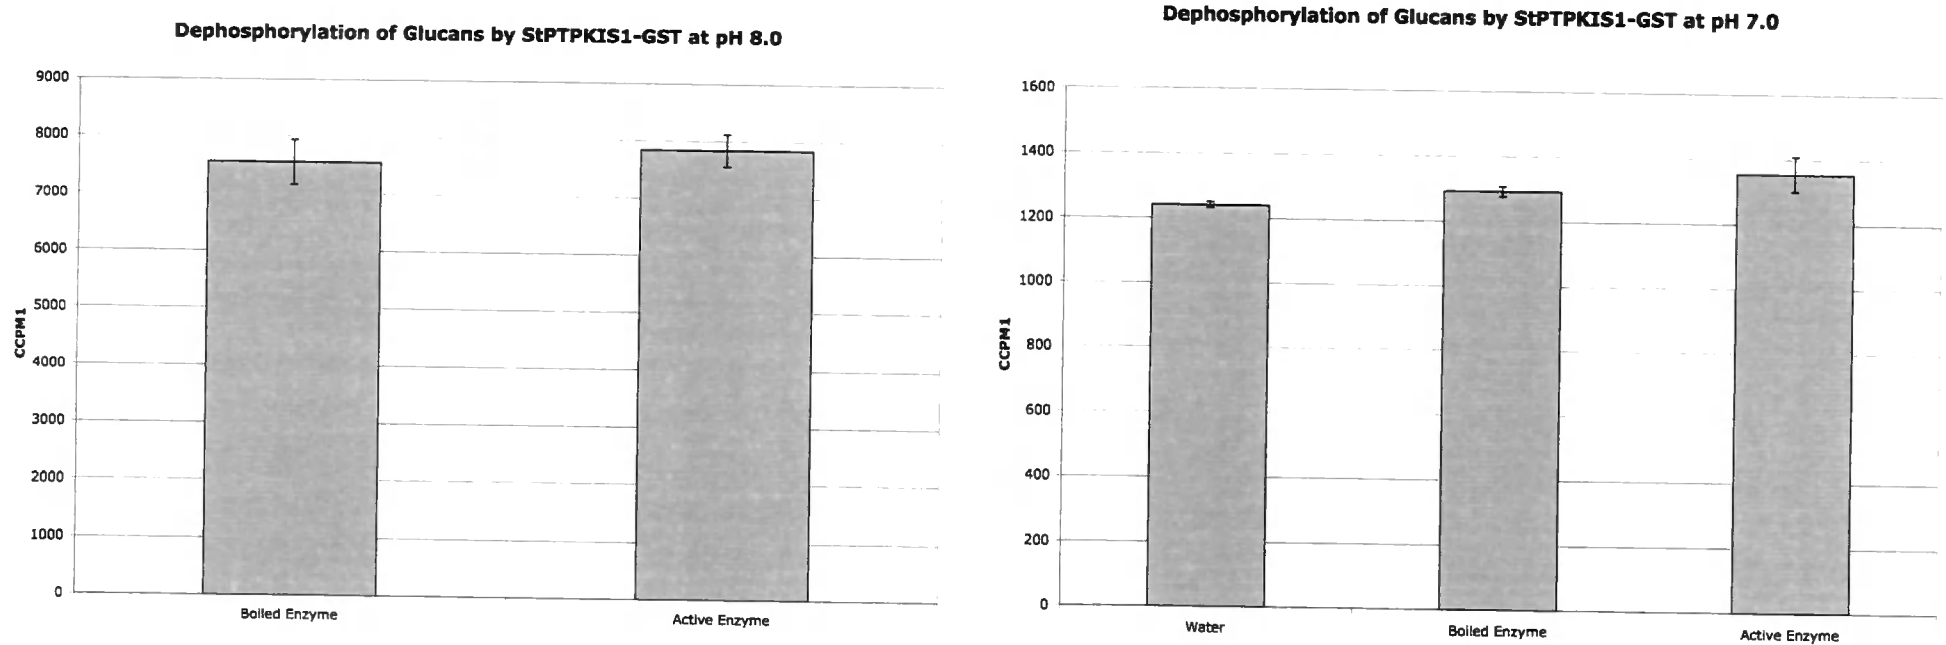 Dephosphorylation of Glucans by StPTPKIS1-GST at pH 8.0
9000
8000
7000
6000
5000
4000
3000
2000
1000
0
CCPM1
Boiled Enzyme
Active Enzyme
Dephosphorylation of Glucans by StPTPKIS1-GST at pH 7.0
1600
1400
1200
1000
800
600
400
200
0
CCPM1
Water
Boiled Enzyme
Active Enzyme